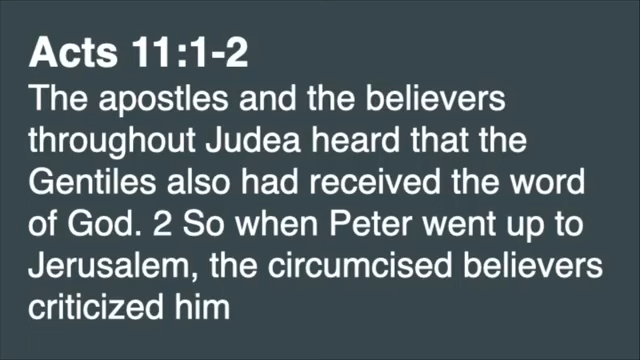 Acts 11:1-2
The apostles and the believers
throughout Judea heard that the
Gentiles also had received the word
of God. 2 So when Peter went up to
Jerusalem, the circumcised believers
criticized him